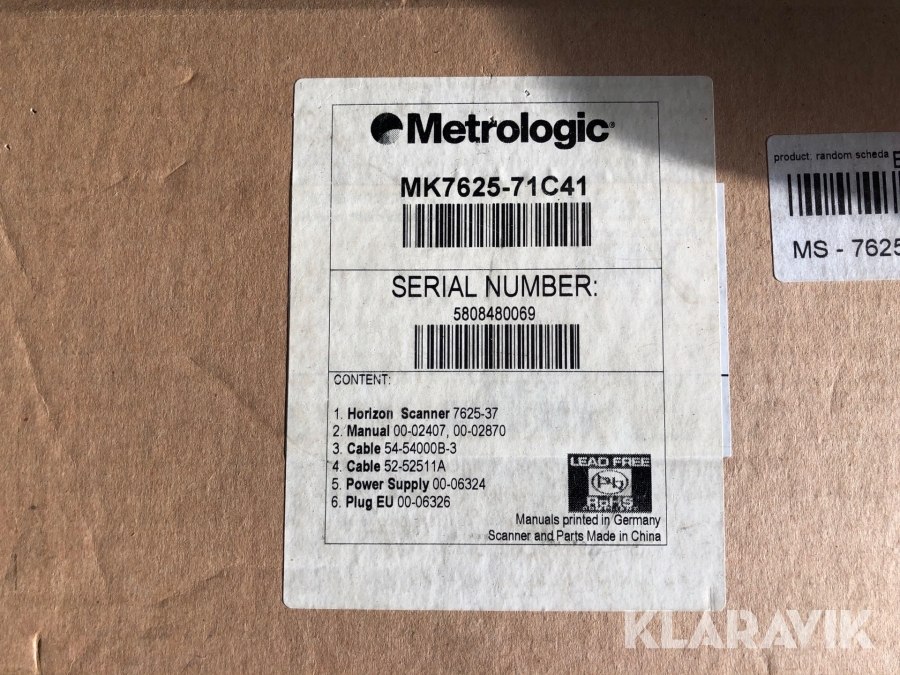 Metrologic®
MK7625-71C41
SERIAL NUMBER:
5808480069
CONTENT:
1. Horizon Scanner 7625-37
2. Manual 00-02407, 00-02870
3. Cable 54-54000B-3
4. Cable 52-52511A
5. Power Supply 00-06324
6. Plug EU 00-06326
LEAD FREE
Pb
RoHS
Manuals printed in Germany
Scanner and Parts Made in China
product: random scheda E
MS - 7625
KLARAVIK